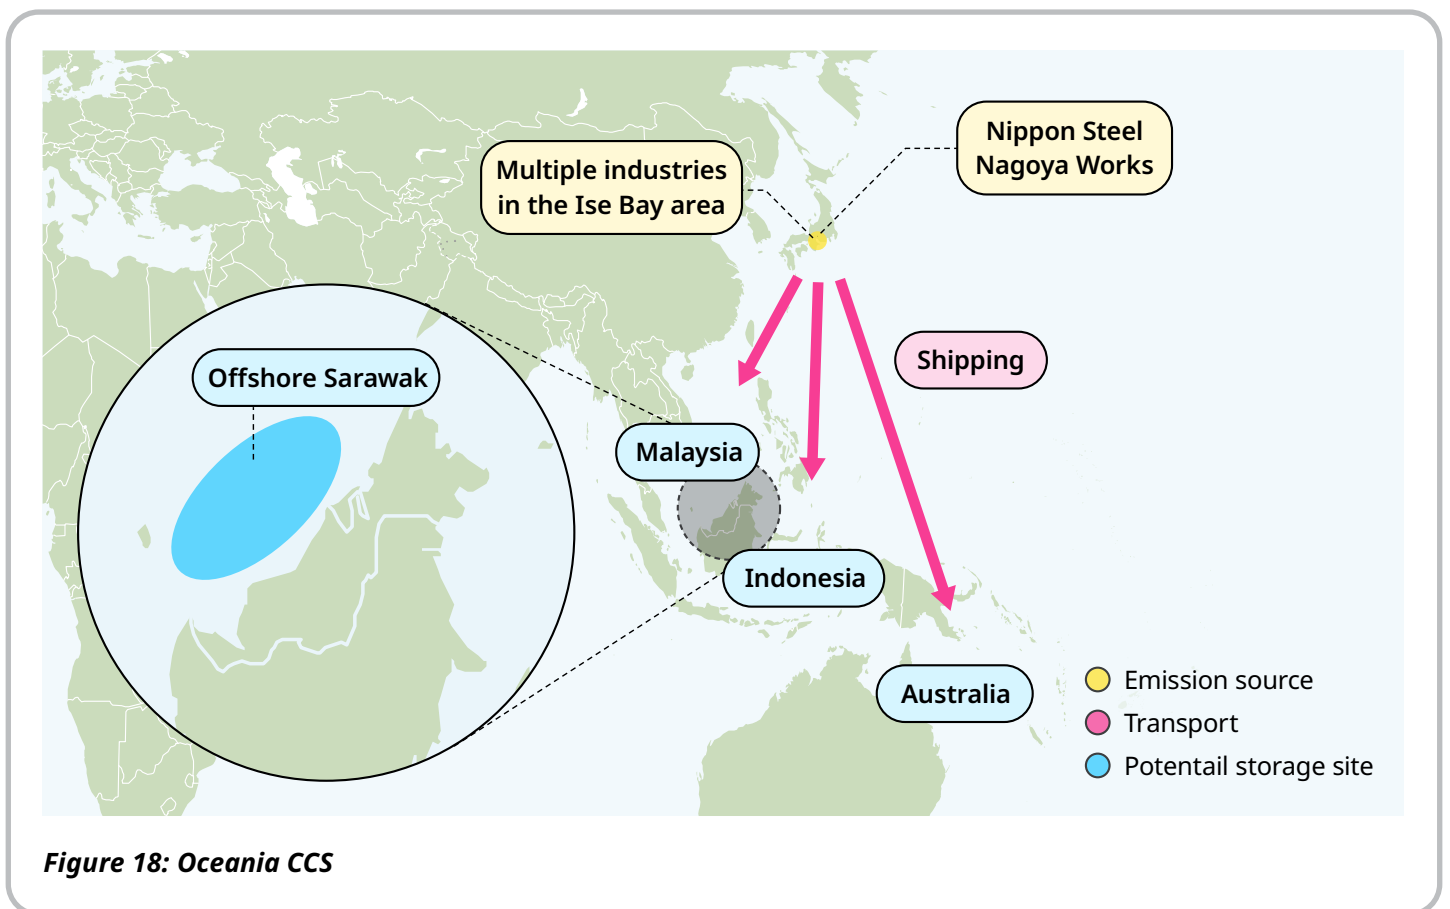 Nippon Steel
Nagoya Works
Multiple industries
in the Ise Bay area
Shipping
Offshore Sarawak
Malaysia
Indonesia
Australia
Emission source
Transport
Potentail storage site
Figure 18: Oceania CCS